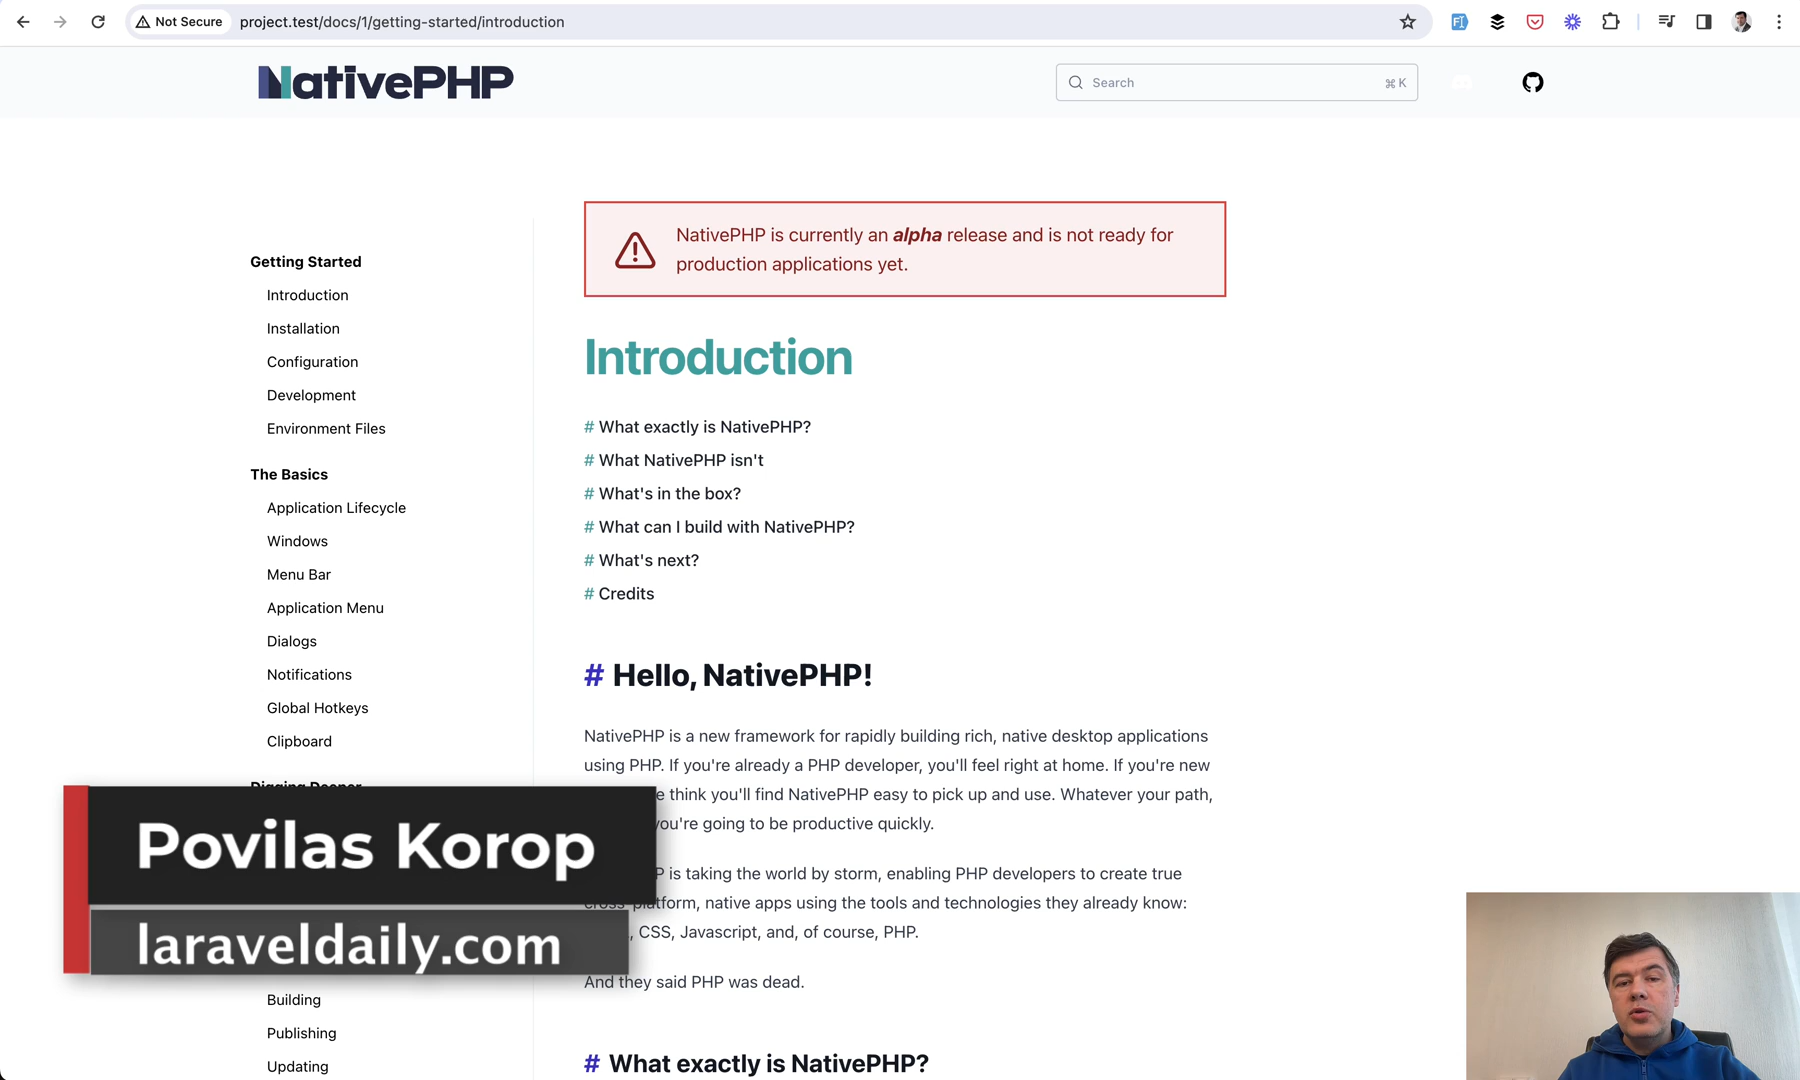 Not Secure
project.test/docs/1/getting-started/introduction
NativePHP
Search
⌘ K
Getting Started
Introduction
Installation
Configuration
Development
Environment Files
The Basics
Application Lifecycle
Windows
Menu Bar
Application Menu
Dialogs
Notifications
Global Hotkeys
Clipboard
Digging Deeper
Building
Publishing
Updating
NativePHP is currently an alpha release and is not ready for
production applications yet.
Introduction
# What exactly is NativePHP?
# What NativePHP isn't
# What's in the box?
# What can I build with NativePHP?
# What's next?
# Credits
# Hello, NativePHP!
NativePHP is a new framework for rapidly building rich, native desktop applications
using PHP. If you're already a PHP developer, you'll feel right at home. If you're new
think you'll find NativePHP easy to pick up and use. Whatever your path,
you're going to be productive quickly.
is taking the world by storm, enabling PHP developers to create true
cross-platform, native apps using the tools and technologies they already know:
, CSS, Javascript, and, of course, PHP.
And they said PHP was dead.
# What exactly is NativePHP?
Povilas Korop
laraveldaily.com